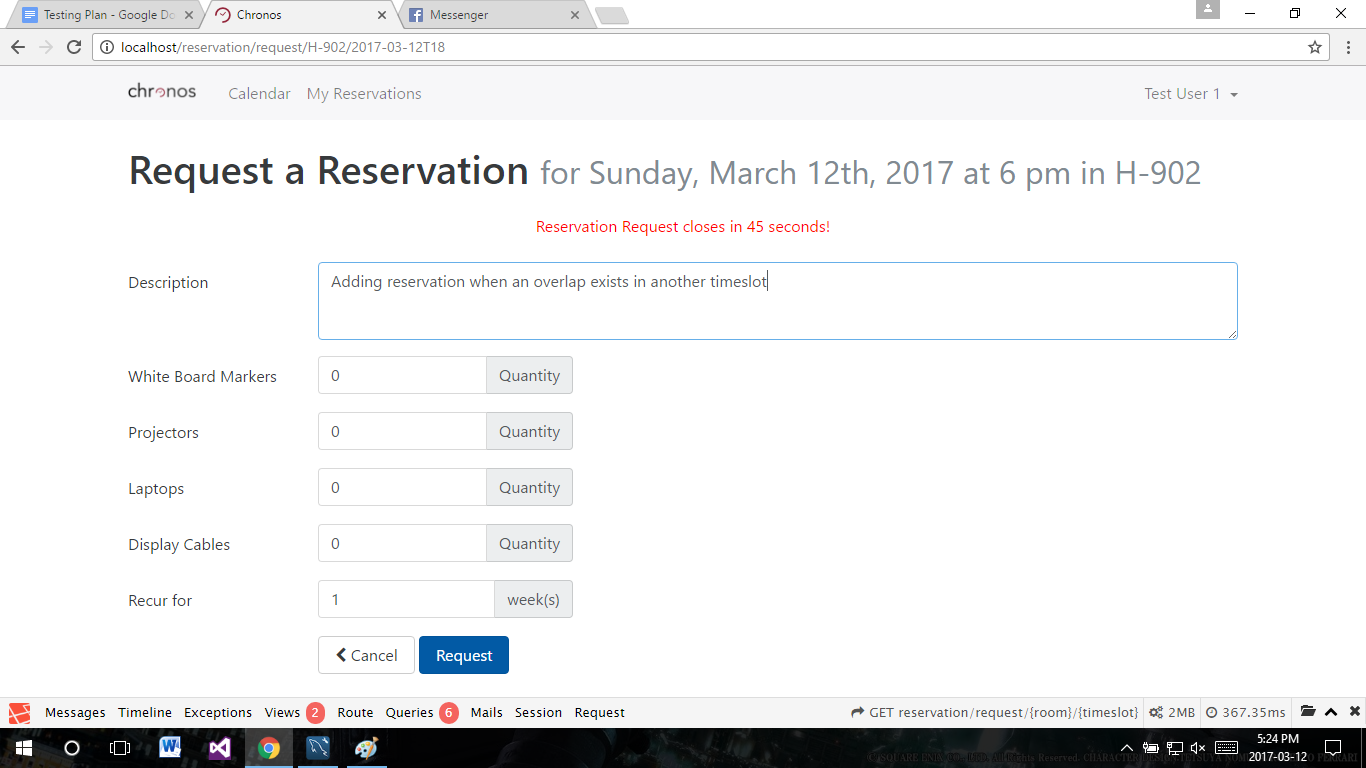 Testing Plan - Google Do
Chronos
Messenger
localhost/reservation/request/H-902/2017-03-12T18
chronos
Calendar
My Reservations
Test User 1
Request a Reservation for Sunday, March 12th, 2017 at 6 pm in H-902
Reservation Request closes in 45 seconds!
Description
Adding reservation when an overlap exists in another timeslot
White Board Markers
0
Quantity
Projectors
0
Quantity
Laptops
0
Quantity
Display Cables
0
Quantity
Recur for
1
week(s)
Cancel
Request
Messages
Timeline
Exceptions
Views 2
Route
Queries 6
Mails
Session
Request
GET reservation/request/{room}/{timeslot}
2MB
367.35ms
5:24 PM
2017-03-12